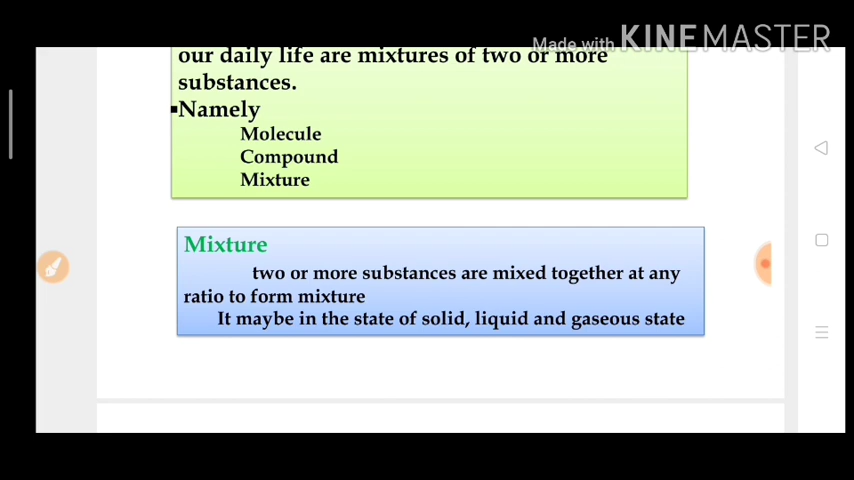 Made with KINEMASTER
our daily life are mixtures of two or more
substances.
▪Namely
Molecule
Compound
Mixture
Mixture
two or more substances are mixed together at any
ratio to form mixture
It maybe in the state of solid, liquid and gaseous state